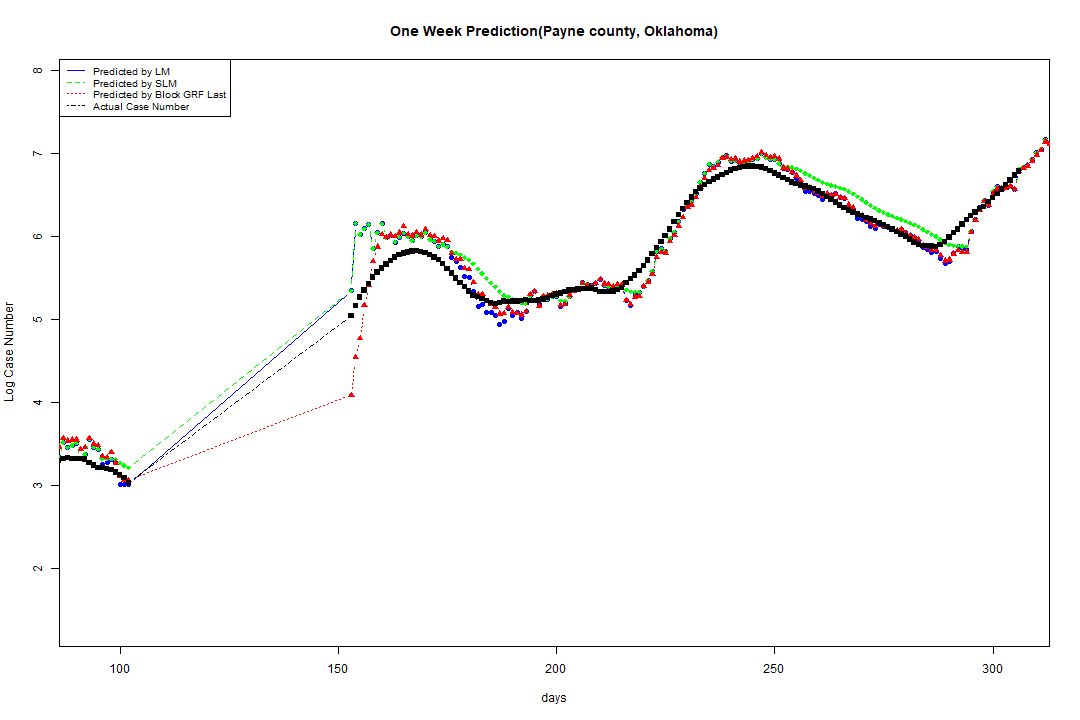 One Week Prediction(Payne county, Oklahoma)
Predicted by LM
Predicted by SLM
Predicted by Block GRF Last
Actual Case Number
8
7
6
5
4
3
2
Log Case Number
100 150 200 250 300
days